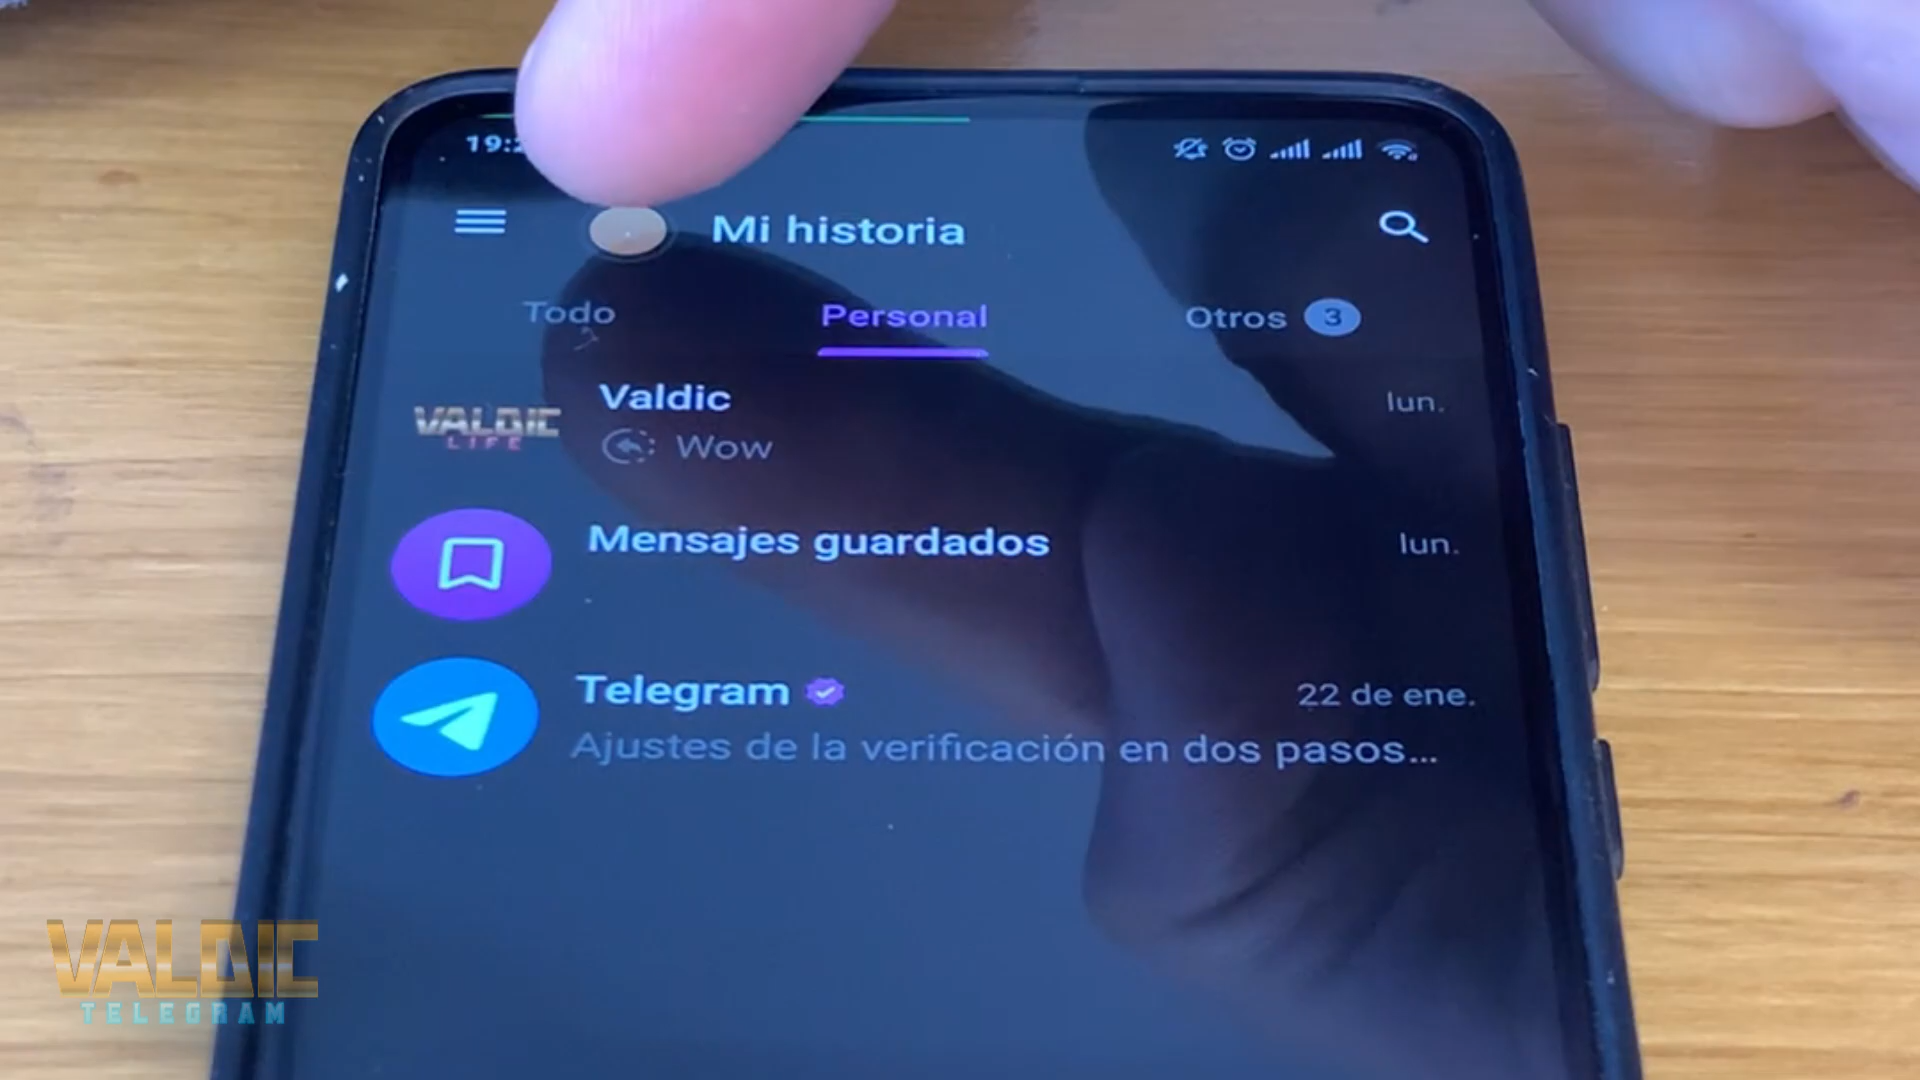 Mi historia
Todo
Personal
Otros 3
Valdic
lun.
VALDIC
LIFE
Wow
Mensajes guardados
lun.
Telegram
22 de ene.
Ajustes de la verificación en dos pasos...
VALDIC
TELEGRAM